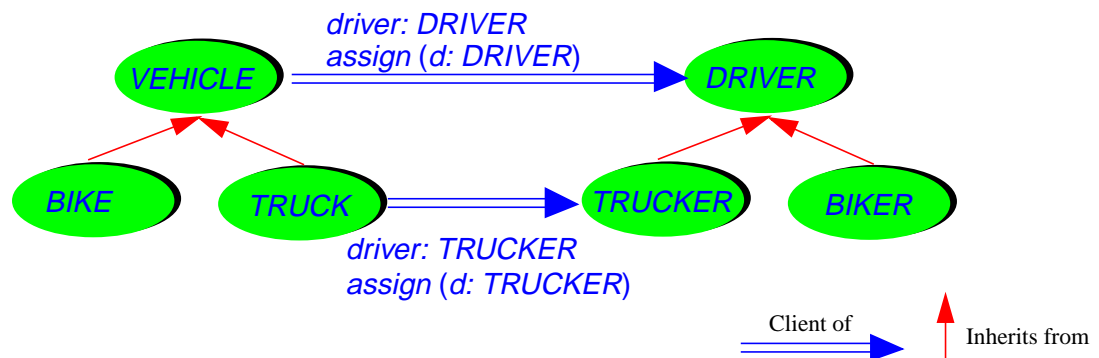 driver: DRIVER
assign (d: DRIVER)
VEHICLE
DRIVER
BIKE
TRUCK
TRUCKER
BIKER
driver: TRUCKER
assign (d: TRUCKER)
Client of
Inherits from